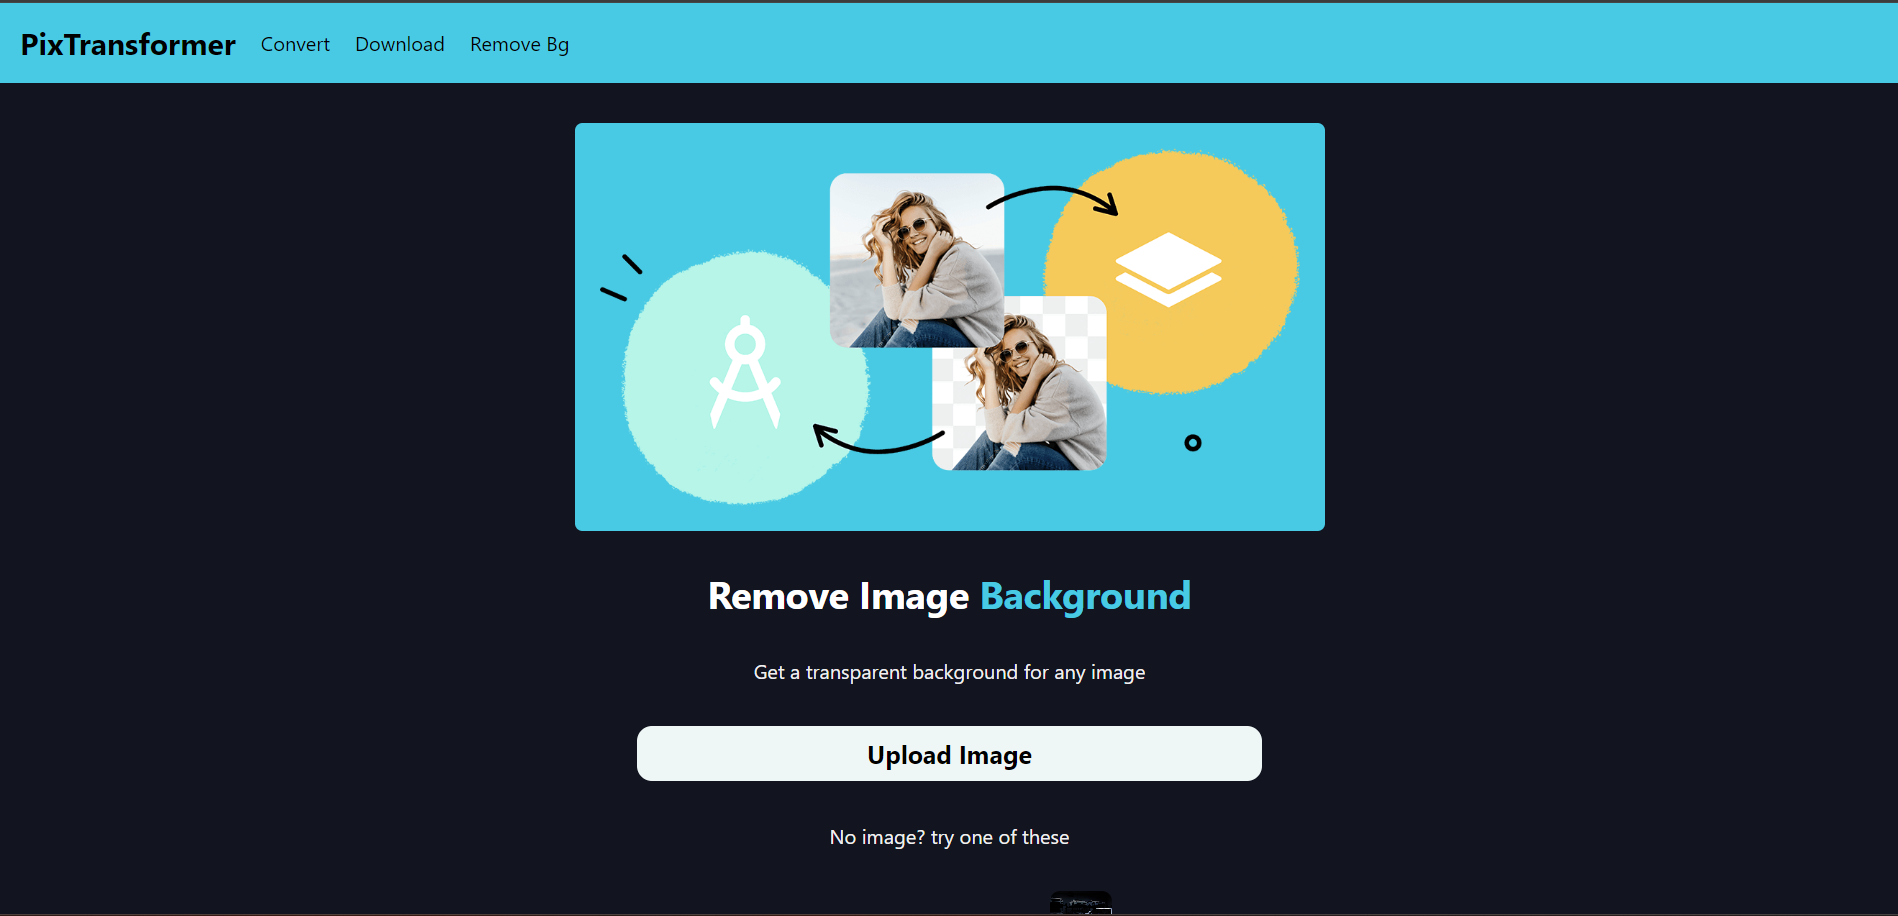 PixTransformer Convert Download Remove Bg
Remove Image Background
Get a transparent background for any image
Upload Image
No image? try one of these